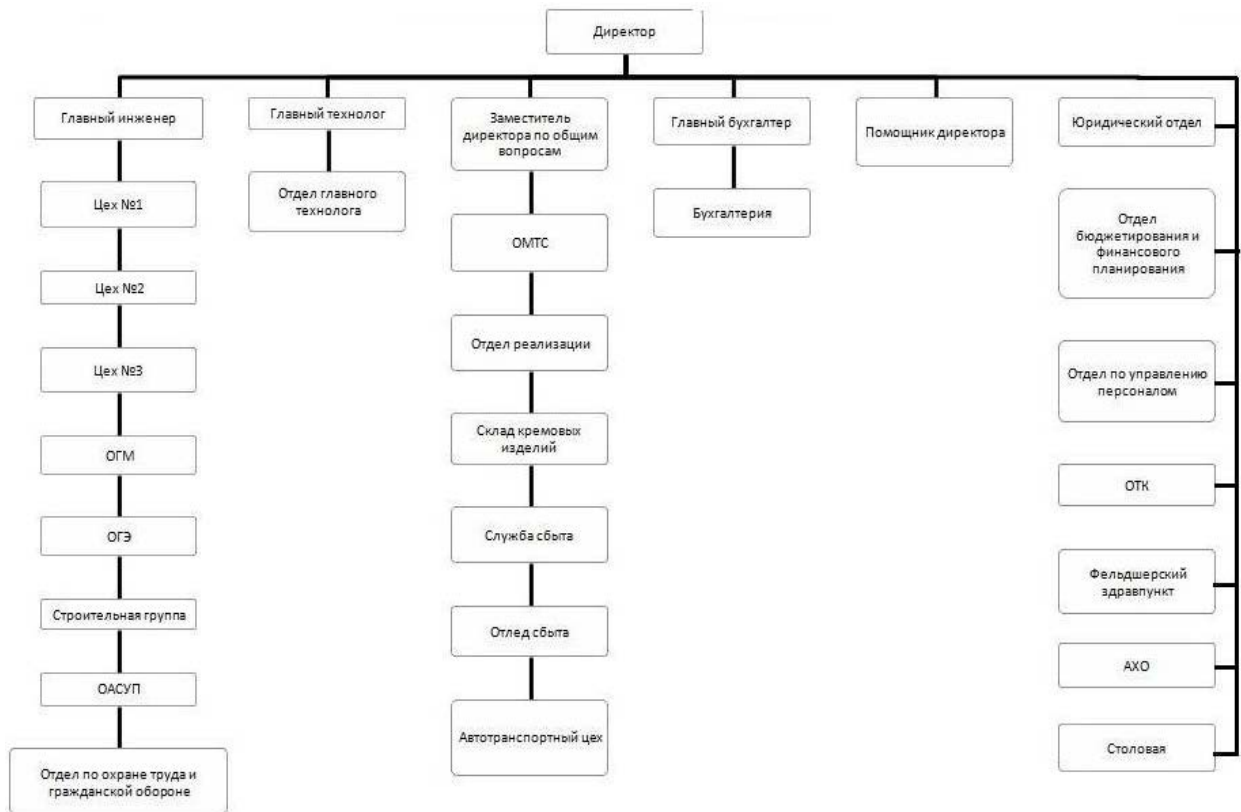 Директор
Главный инженер
Цех №1
Цех №2
Цех №3
ОГМ
ОГЭ
Строительная группа
ОАСУП
Отдел по охране труда и
гражданской обороне
Главный технолог
Отдел главного
технолога
Заместитель
директора по общим
вопросам
ОМТС
Отдел реализации
Склад кремовых
изделий
Служба сбыта
Отлед сбыта
Автотранспортный цех
Главный бухгалтер
Бухгалтерия
Помощник директора
Юридический отдел
Отдел
бюджетирования и
финансового
планирования
Отдел по управлению
персоналом
ОТК
Фельдшерский
здравпункт
АХО
Столовая